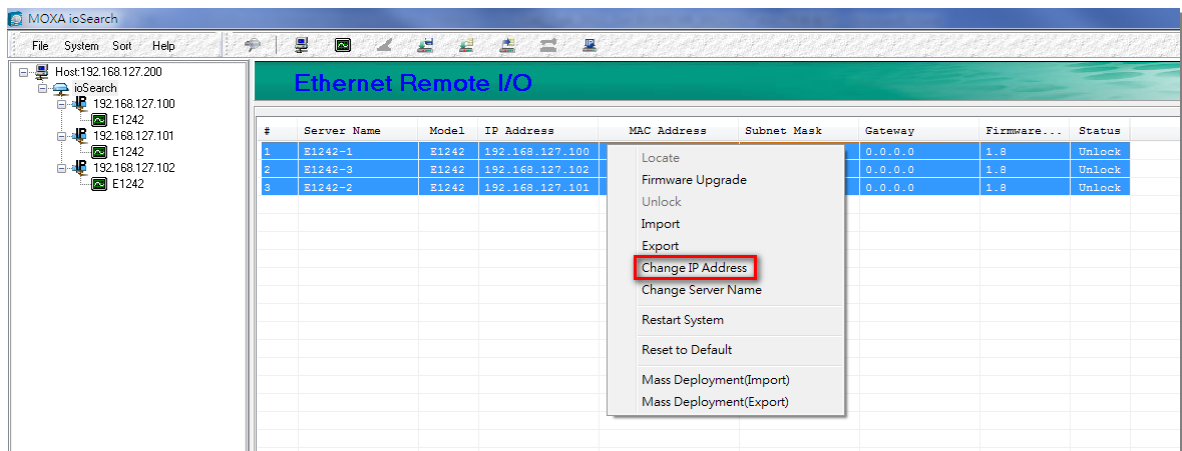 MOXA ioSearch
File System Sort Help
Host:192.168.127.200
ioSearch
192.168.127.100
E1242
192.168.127.101
E1242
192.168.127.102
E1242
Ethernet Remote I/O
# Server Name Model IP Address MAC Address Subnet Mask Gateway Firmware... Status
1 E1242-1 E1242 192.168.127.100 0.0.0.0 1.8 Unlock
2 E1242-3 E1242 192.168.127.102 0.0.0.0 1.8 Unlock
3 E1242-2 E1242 192.168.127.101 0.0.0.0 1.8 Unlock
Locate
Firmware Upgrade
Unlock
Import
Export
Change IP Address
Change Server Name
Restart System
Reset to Default
Mass Deployment(Import)
Mass Deployment(Export)